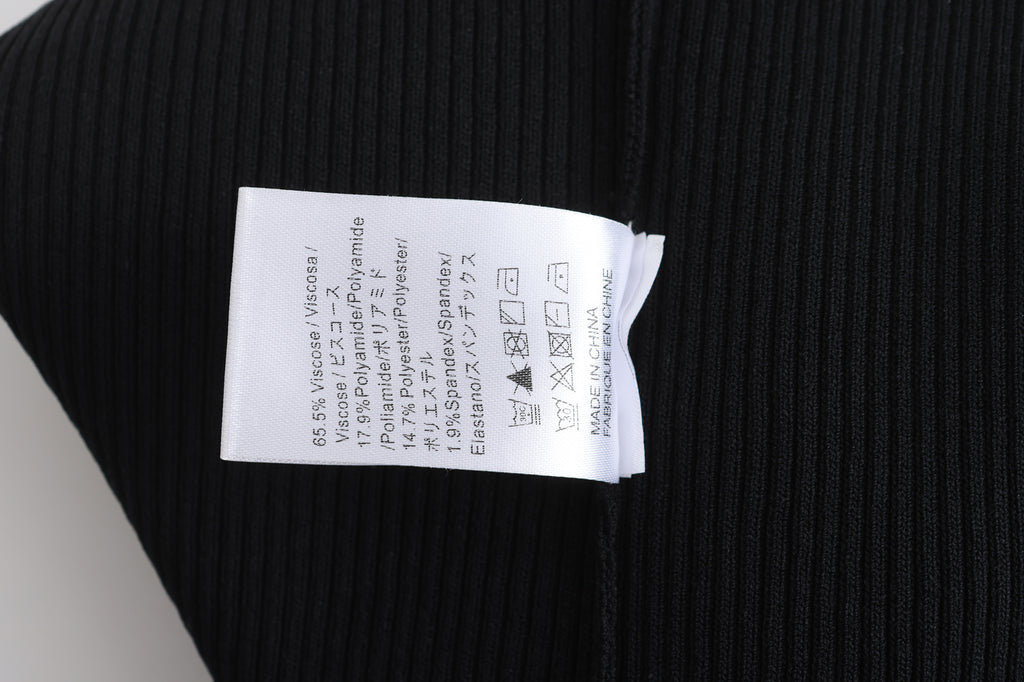 65.5% Viscose / Viscosa /
Viscose / ビスコース
17.9%Polyamide/Polyamide
/Poliamide/ポリアミド
14.7% Polyester/Polyester/
ポリエステル
1.9%Spandex/Spandex/
Elastano/スパンデックス
30C
30
MADE IN CHINA
FABRIQUE EN CHINE